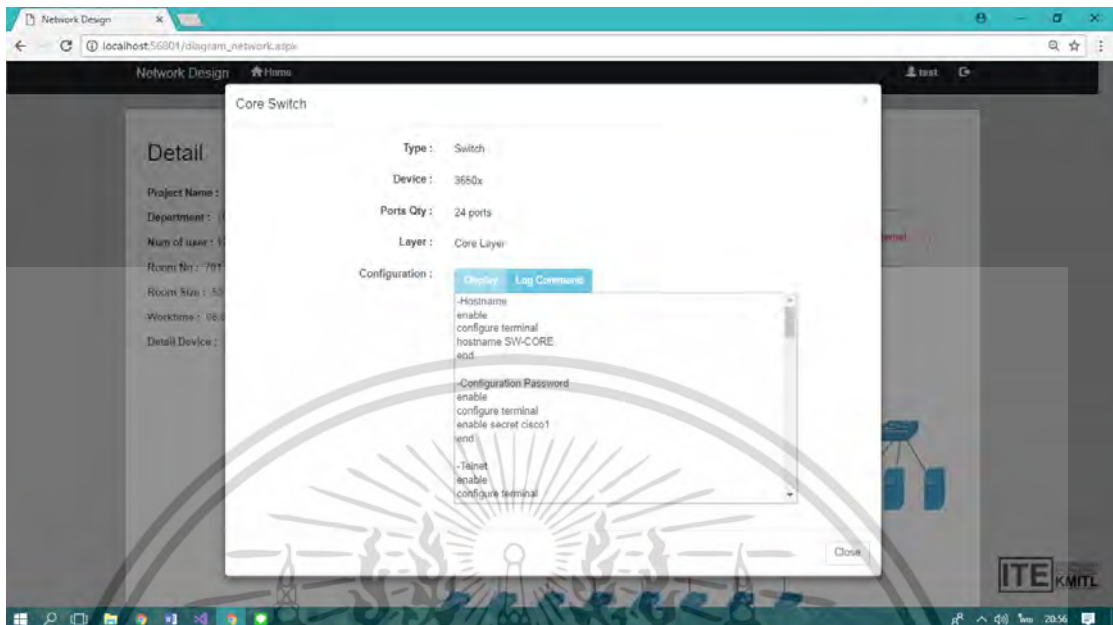 Network Design
localhost:56801/diagram_network.aspx
Network Design Home test
Core Switch
Detail
Type : Switch
Device : 3650x
Ports Qty : 24 ports
Layer : Core Layer
Configuration :
Display Log Command
-Hostname
enable
configure terminal
hostname SW-CORE
end
-Configuration Password
enable
configure terminal
enable secret cisco1
end
-Telnet
enable
configure terminal
Project Name :
Department :
Num of user :
Room No : 701
Room Size :
Worktime :
Detail Device :
Close
ITE KMITL
20:56